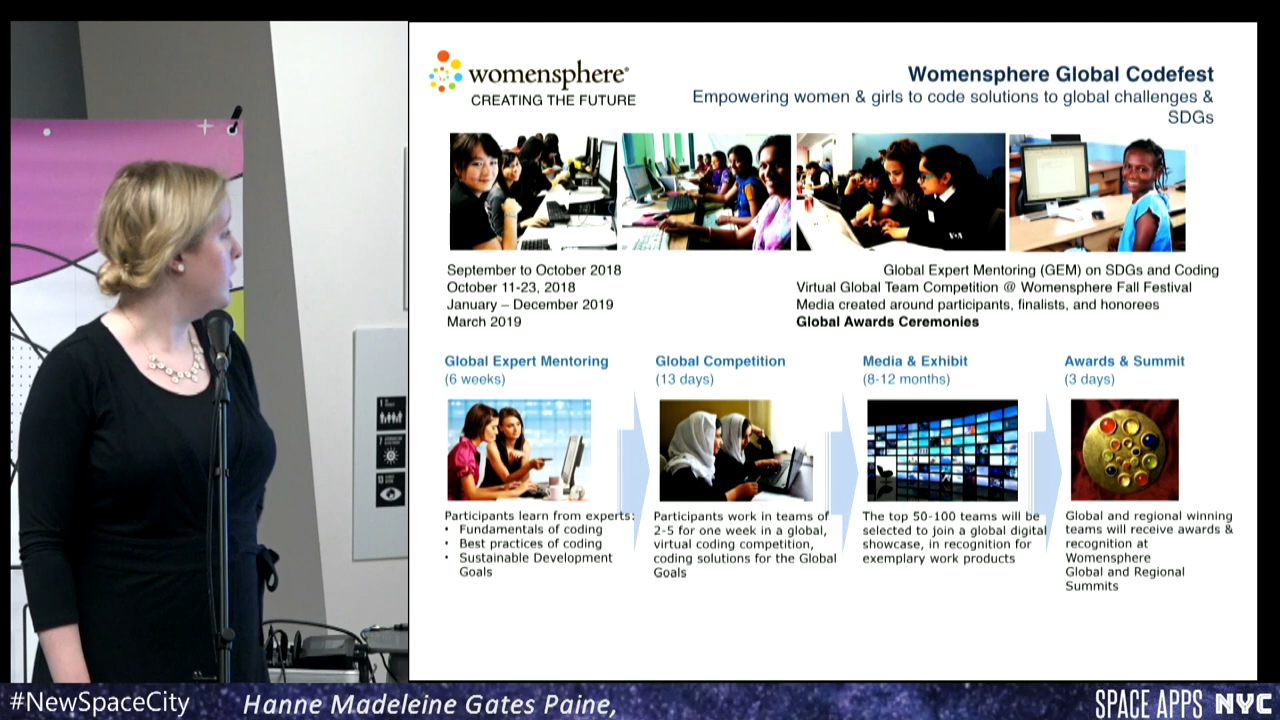 womensphere®
CREATING THE FUTURE
Womensphere Global Codefest
Empowering women & girls to code solutions to global challenges &
SDGs
September to October 2018
October 11-23, 2018
January – December 2019
March 2019
Global Expert Mentoring (GEM) on SDGs and Coding
Virtual Global Team Competition @ Womensphere Fall Festival
Media created around participants, finalists, and honorees
Global Awards Ceremonies
Global Expert Mentoring
(6 weeks)
Participants learn from experts:
• Fundamentals of coding
• Best practices of coding
• Sustainable Development
Goals
Global Competition
(13 days)
Participants work in teams of
2-5 for one week in a global,
virtual coding competition,
coding solutions for the Global
Goals
Media & Exhibit
(8-12 months)
The top 50-100 teams will be
selected to join a global digital
showcase, in recognition for
exemplary work products
Awards & Summit
(3 days)
Global and regional winning
teams will receive awards &
recognition at
Womensphere
Global and Regional
Summits
#NewSpaceCity
Hanne Madeleine Gates Paine,
SPACE APPS NYC